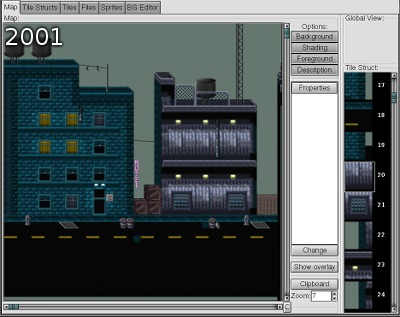 Map Tile Structs Tiles Files Sprites BG Editor
Map:
2001
Options:
Background
Shading
Foreground
Description
Properties
Change
Show overlay
Clipboard
Zoom: 7
C
Global View:
Tile Struct:
17
18
19
20
21
22
23
24